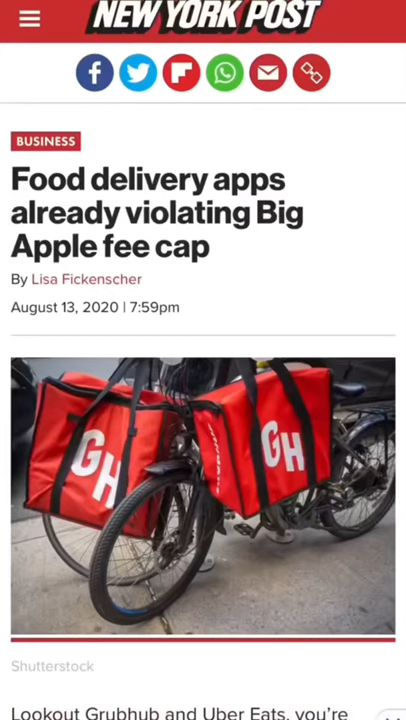 NEW YORK POST
BUSINESS
Food delivery apps
already violating Big
Apple fee cap
By Lisa Fickenscher
August 13, 2020 | 7:59pm
GH
GH
Shutterstock
Lookout Grubhub and Uber Eats, you're